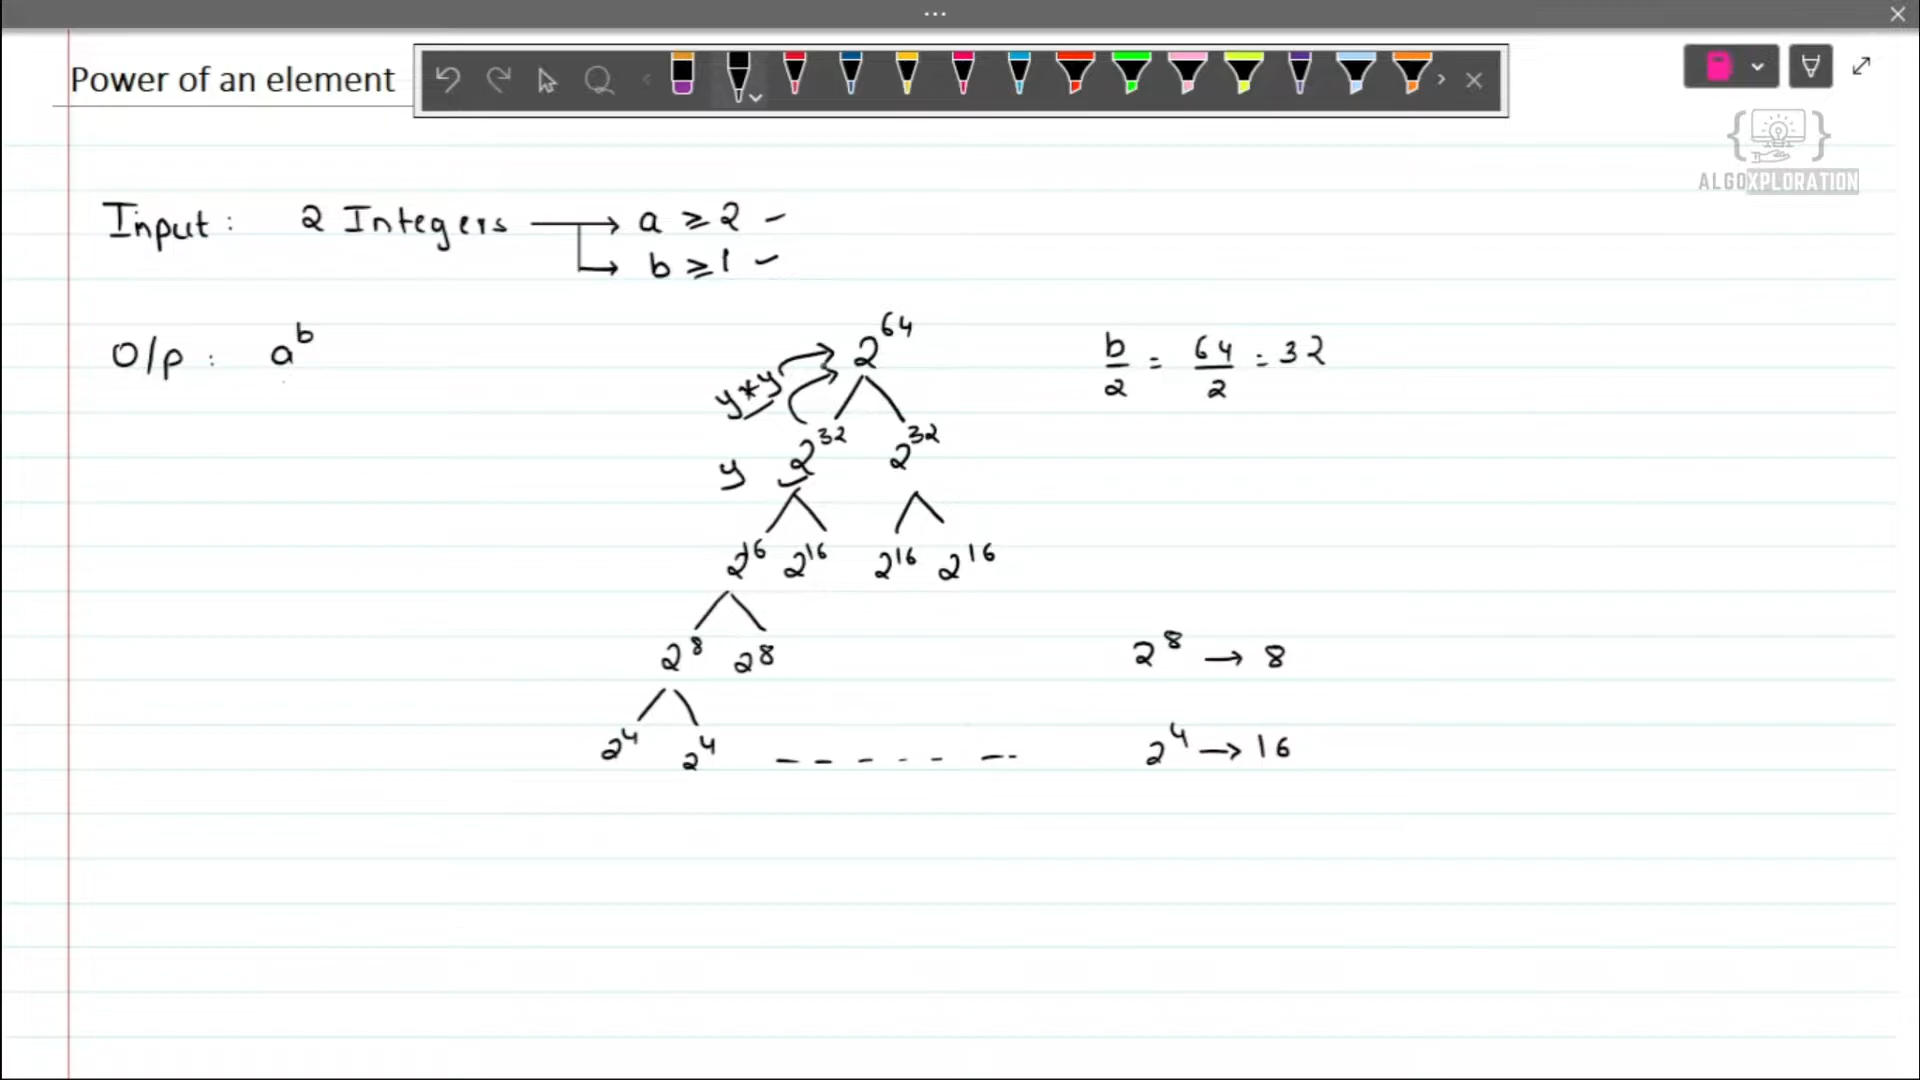 Power of an element
ALGOXPLORATION
Input : 2 Integers → a ≥ 2 -
→ b ≥ 1 -
O/p : a^b
2^64
b/2 = 64/2 = 32
y*y
y 2^32 2^32
2^16 2^16 2^16 2^16
2^8 2^8
2^8 → 8
2^4 2^4 - - - - - - -
2^4 → 16